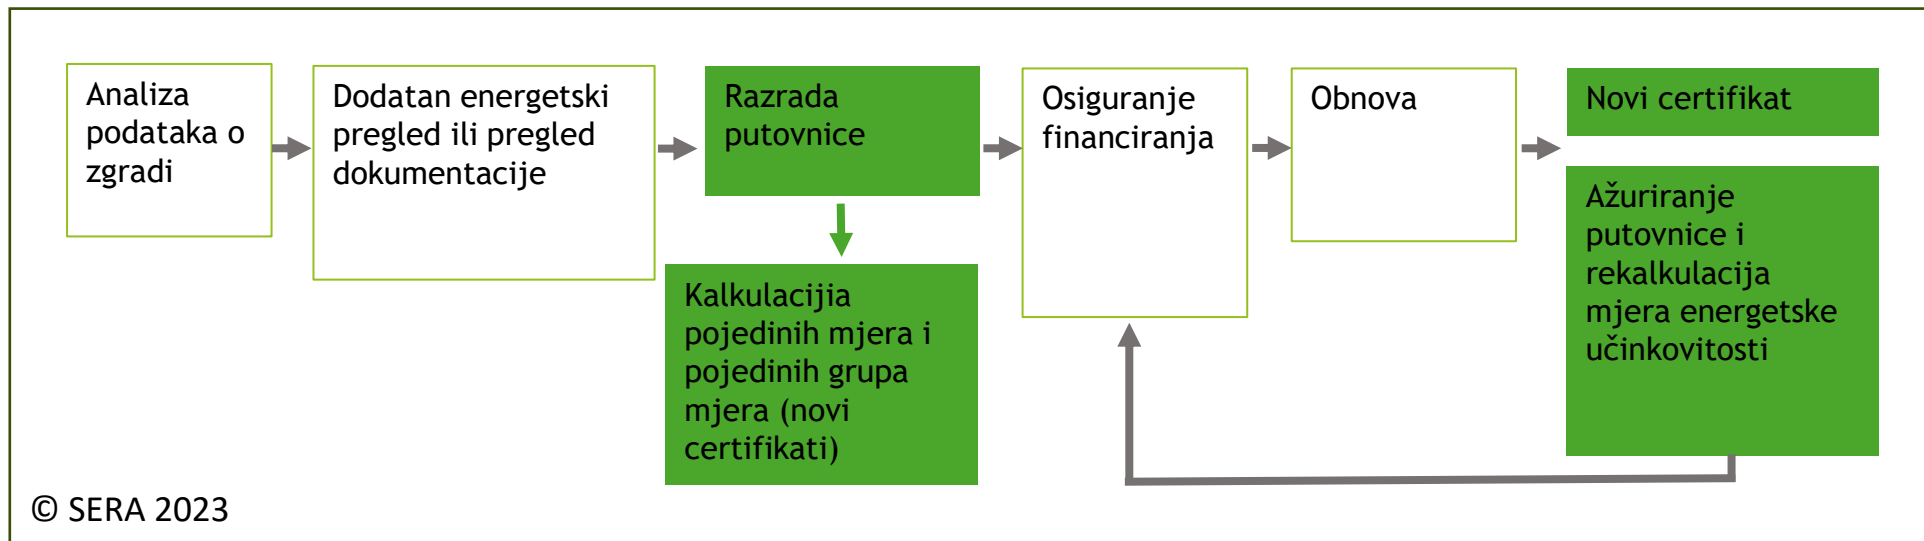 Analiza
podataka o
zgradi
Dodatan energetski
pregled ili pregled
dokumentacije
Razrada
putovnice
Kalkulacijia
pojedinih mjera i
pojedinih grupa
mjera (novi
certifikati)
Osiguranje
financiranja
Obnova
Novi certifikat
Ažuriranje
putovnice i
rekalkulacija
mjera energetske
učinkovitosti
© SERA 2023